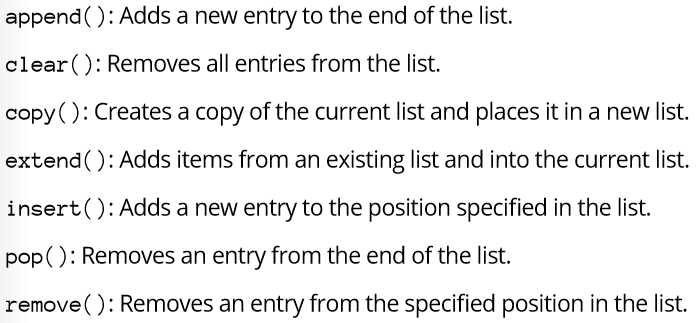 append(): Adds a new entry to the end of the list.
clear(): Removes all entries from the list.
copy(): Creates a copy of the current list and places it in a new list.
extend(): Adds items from an existing list and into the current list.
insert(): Adds a new entry to the position specified in the list.
pop(): Removes an entry from the end of the list.
remove(): Removes an entry from the specified position in the list.